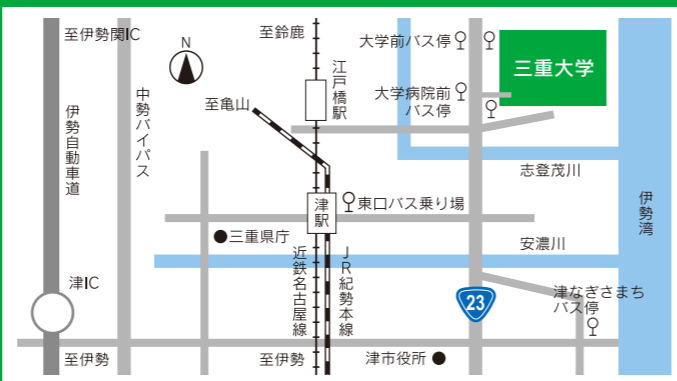 至伊勢関IC
N
至鈴鹿
大学前バス停
三重大学
江戸橋駅
大学病院前
バス停
中勢バイパス
至亀山
伊勢自動車道
志登茂川
伊勢湾
津駅
東口バス乗り場
三重県庁
安濃川
近鉄名古屋線
JR紀勢本線
津IC
23
津なぎさまち
バス停
至伊勢
至伊勢
津市役所